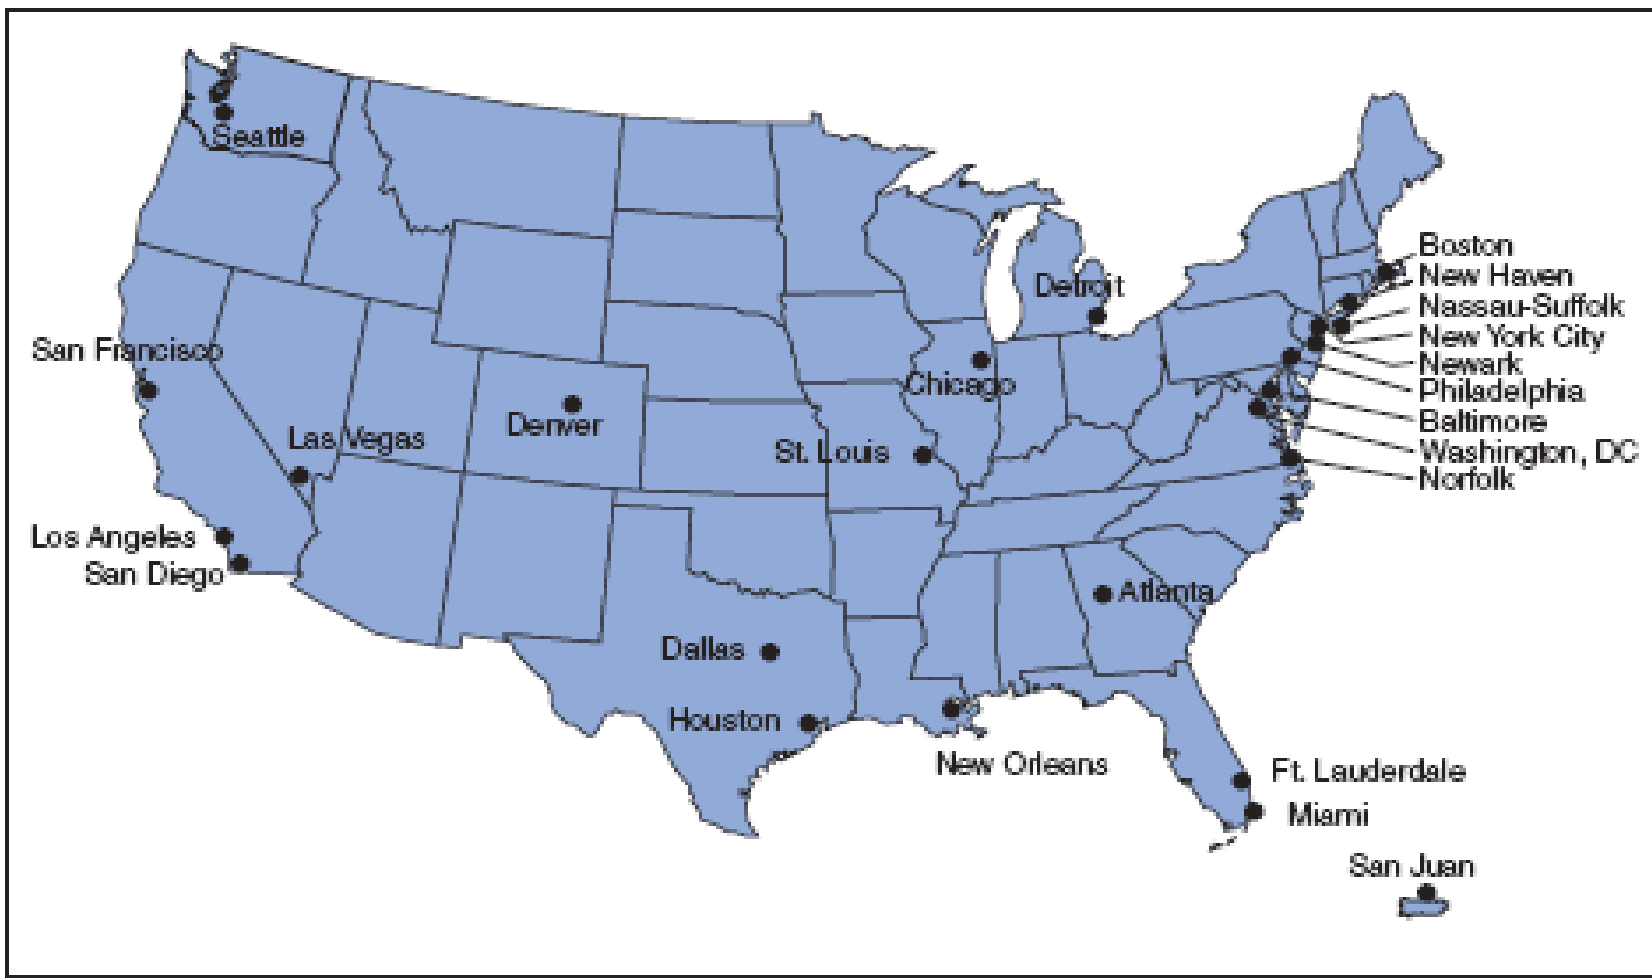 Seattle
Boston
New Haven
Detroit
Nassau-Suffolk
New York City
San Francisco
Newark
Chicago
Philadelphia
Denver
Baltimore
Las Vegas
St. Louis
Washington, DC
Norfolk
Los Angeles
San Diego
Atlanta
Dallas
Houston
New Orleans
Ft. Lauderdale
Miami
San Juan